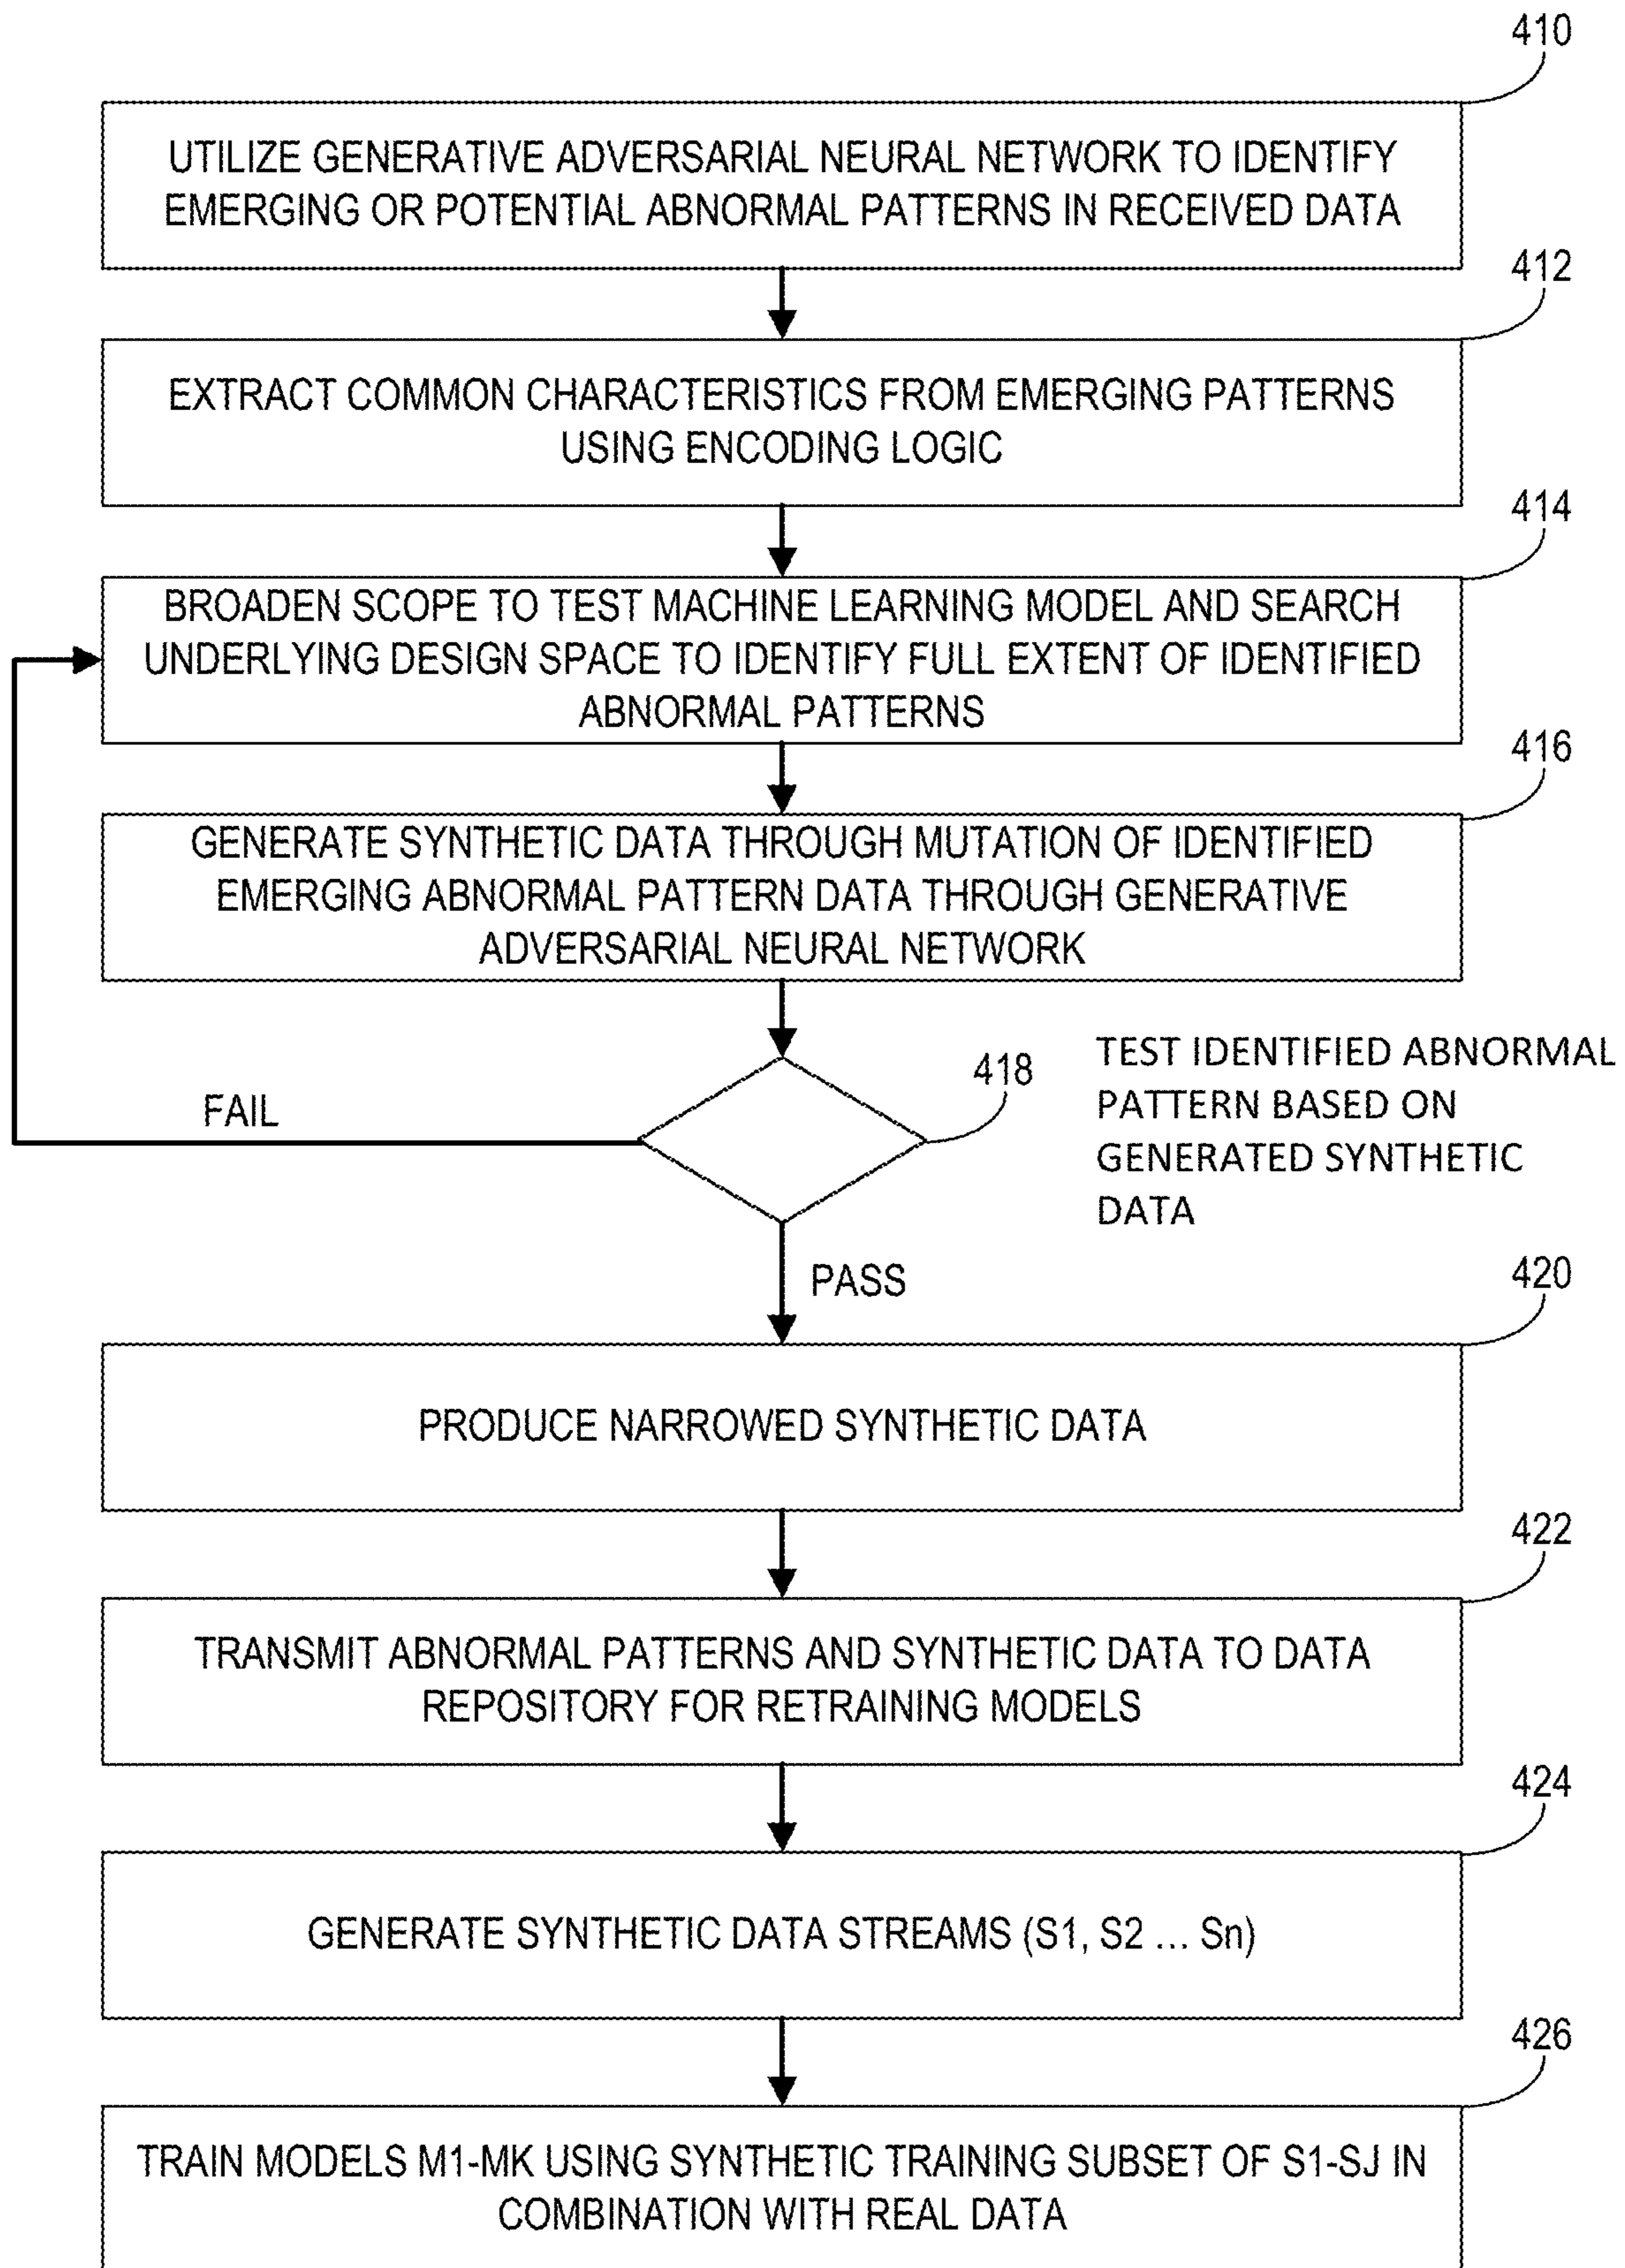 410
UTILIZE GENERATIVE ADVERSARIAL NEURAL NETWORK TO IDENTIFY
EMERGING OR POTENTIAL ABNORMAL PATTERNS IN RECEIVED DATA
412
EXTRACT COMMON CHARACTERISTICS FROM EMERGING PATTERNS
USING ENCODING LOGIC
414
BROADEN SCOPE TO TEST MACHINE LEARNING MODEL AND SEARCH
UNDERLYING DESIGN SPACE TO IDENTIFY FULL EXTENT OF IDENTIFIED
ABNORMAL PATTERNS
416
GENERATE SYNTHETIC DATA THROUGH MUTATION OF IDENTIFIED
EMERGING ABNORMAL PATTERN DATA THROUGH GENERATIVE
ADVERSARIAL NEURAL NETWORK
418
TEST IDENTIFIED ABNORMAL
PATTERN BASED ON
GENERATED SYNTHETIC
DATA
FAIL
PASS
420
PRODUCE NARROWED SYNTHETIC DATA
422
TRANSMIT ABNORMAL PATTERNS AND SYNTHETIC DATA TO DATA
REPOSITORY FOR RETRAINING MODELS
424
GENERATE SYNTHETIC DATA STREAMS (S1, S2 ... Sn)
426
TRAIN MODELS M1-MK USING SYNTHETIC TRAINING SUBSET OF S1-SJ IN
COMBINATION WITH REAL DATA